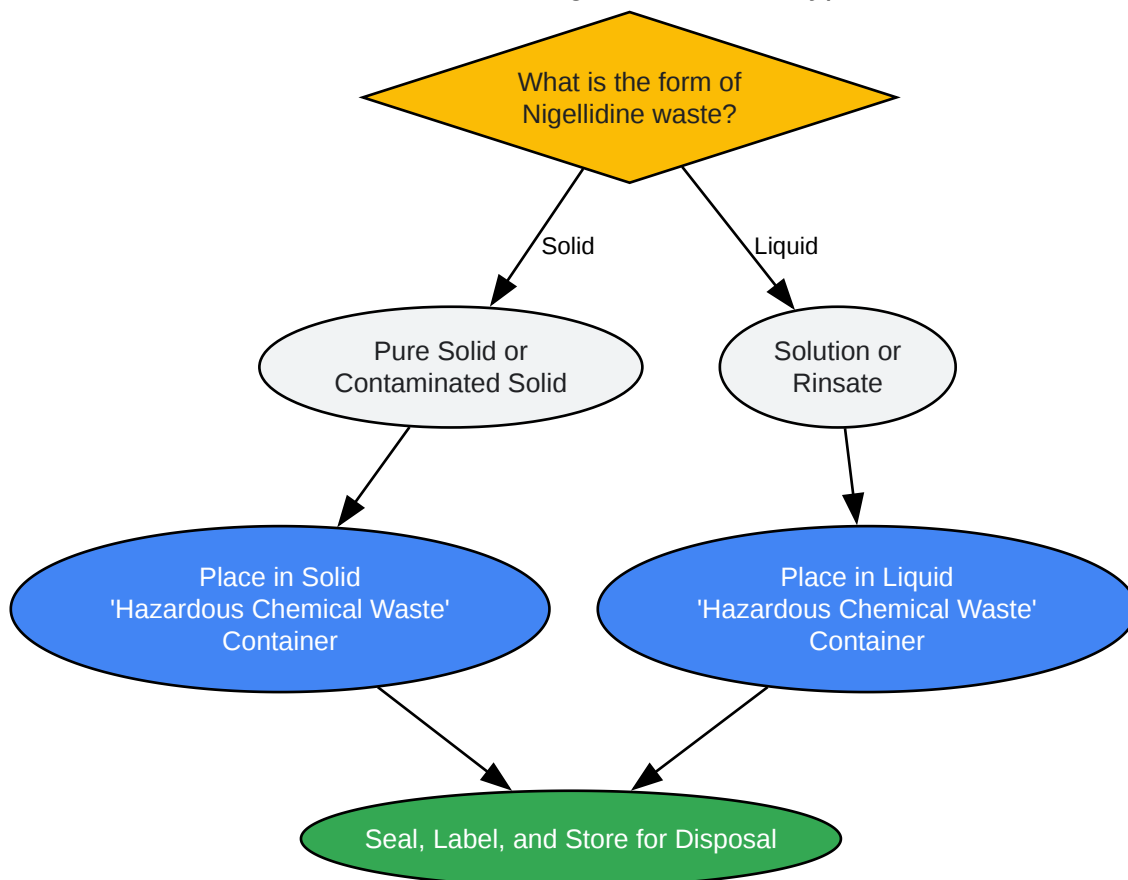 What is the form of
Nigellidine waste?
Solid
Liquid
Pure Solid or
Contaminated Solid
Solution or
Rinsate
Place in Solid
'Hazardous Chemical Waste'
Container
Place in Liquid
'Hazardous Chemical Waste'
Container
Seal, Label, and Store for Disposal